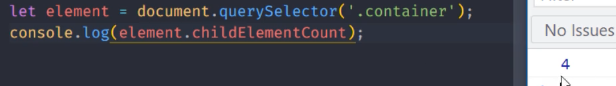 let element = document.querySelector('.container');
console.log(element.childElementCount);
No Issues
4